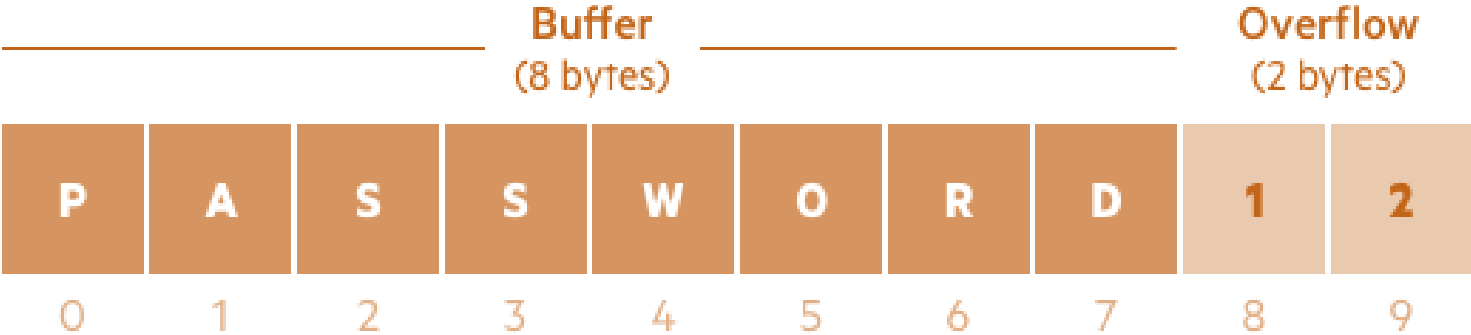 Buffer Overflow
(8 bytes) (2 bytes)
P A S S W O R D 1 2
0 1 2 3 4 5 6 7 8 9